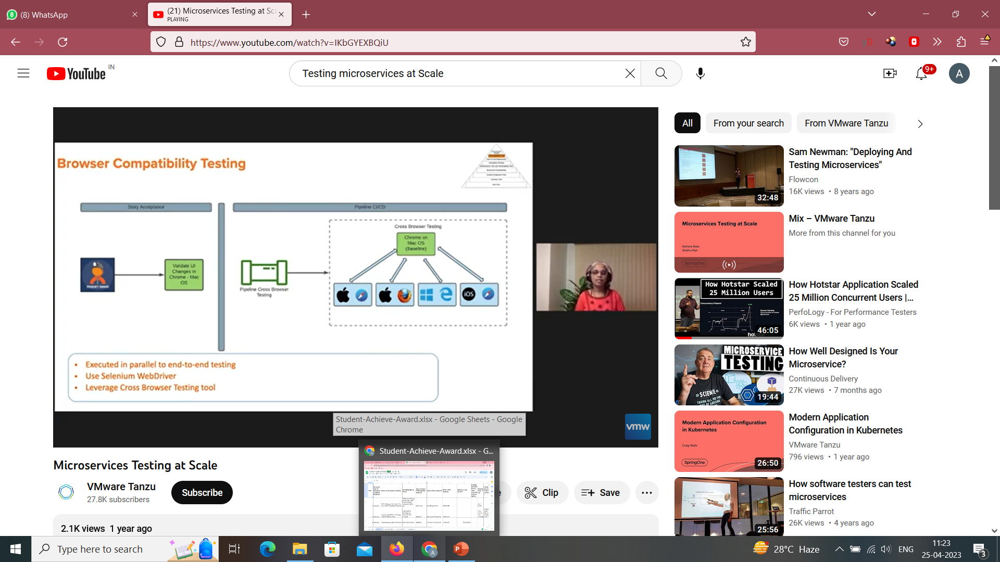 (8) WhatsApp
(21) Microservices Testing at Sca
PLAYING
https://www.youtube.com/watch?v=IKbGYEXBQiU
YouTube IN
Testing microservices at Scale
9+
A
Browser Compatibility Testing
Story Acceptance
Pipeline CI/CD
Cross Browser Testing
Chrome on
Mac OS
(Baseline)
PRODUCT OWNER
Validate UI
Changes in
Chrome - Mac
OS
Pipeline Cross Browser
Testing
iOS
• Executed in parallel to end-to-end testing
• Use Selenium WebDriver
• Leverage Cross Browser Testing tool
vmw
Student-Achieve-Award.xlsx - Google Sheets - Google
Chrome
Student-Achieve-Award.xlsx - G...
Microservices Testing at Scale
VMware Tanzu
27.8K subscribers
Subscribe
Clip
Save
2.1K views 1 year ago
All
From your search
From VMware Tanzu
32:48
Sam Newman: "Deploying And
Testing Microservices"
Flowcon
16K views • 8 years ago
Microservices Testing at Scale
Kishore Kota
Sindhu Nair
SpringOne
Mix – VMware Tanzu
More from this channel for you
How Hotstar Scaled
25 Million Users
Concurrency Pattern!
46:05
How Hotstar Application Scaled
25 Million Concurrent Users |...
PerfoLogy - For Performance Testers
6K views • 1 year ago
MICROSERVICE
TESTING
SCIENCE
19:44
How Well Designed Is Your
Microservice?
Continuous Delivery
27K views • 7 months ago
Modern Application Configuration
in Kubernetes
Craig Walls
SpringOne
26:50
Modern Application
Configuration in Kubernetes
VMware Tanzu
796 views • 1 year ago
25:56
How software testers can test
microservices
Traffic Parrot
26K views • 4 years ago
Type here to search
28°C Haze
ENG
11:23
25-04-2023
3